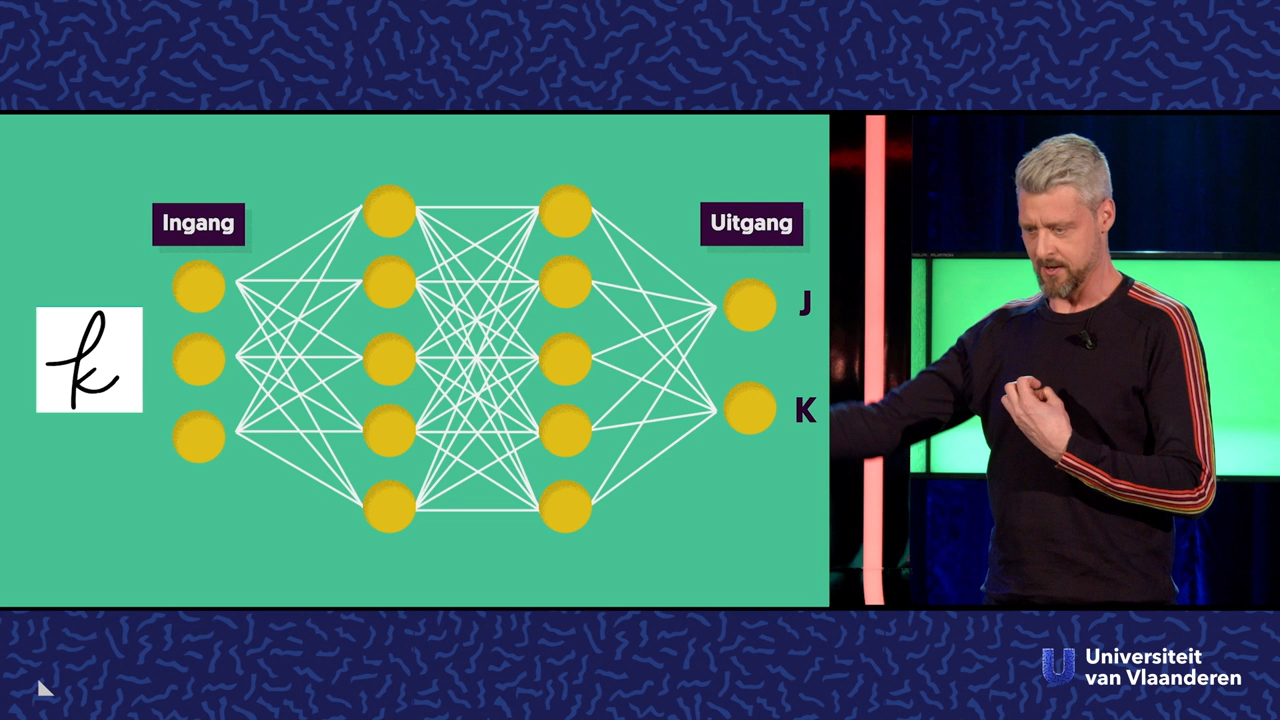 Ingang
Uitgang
k
J
K
Universiteit
van Vlaanderen